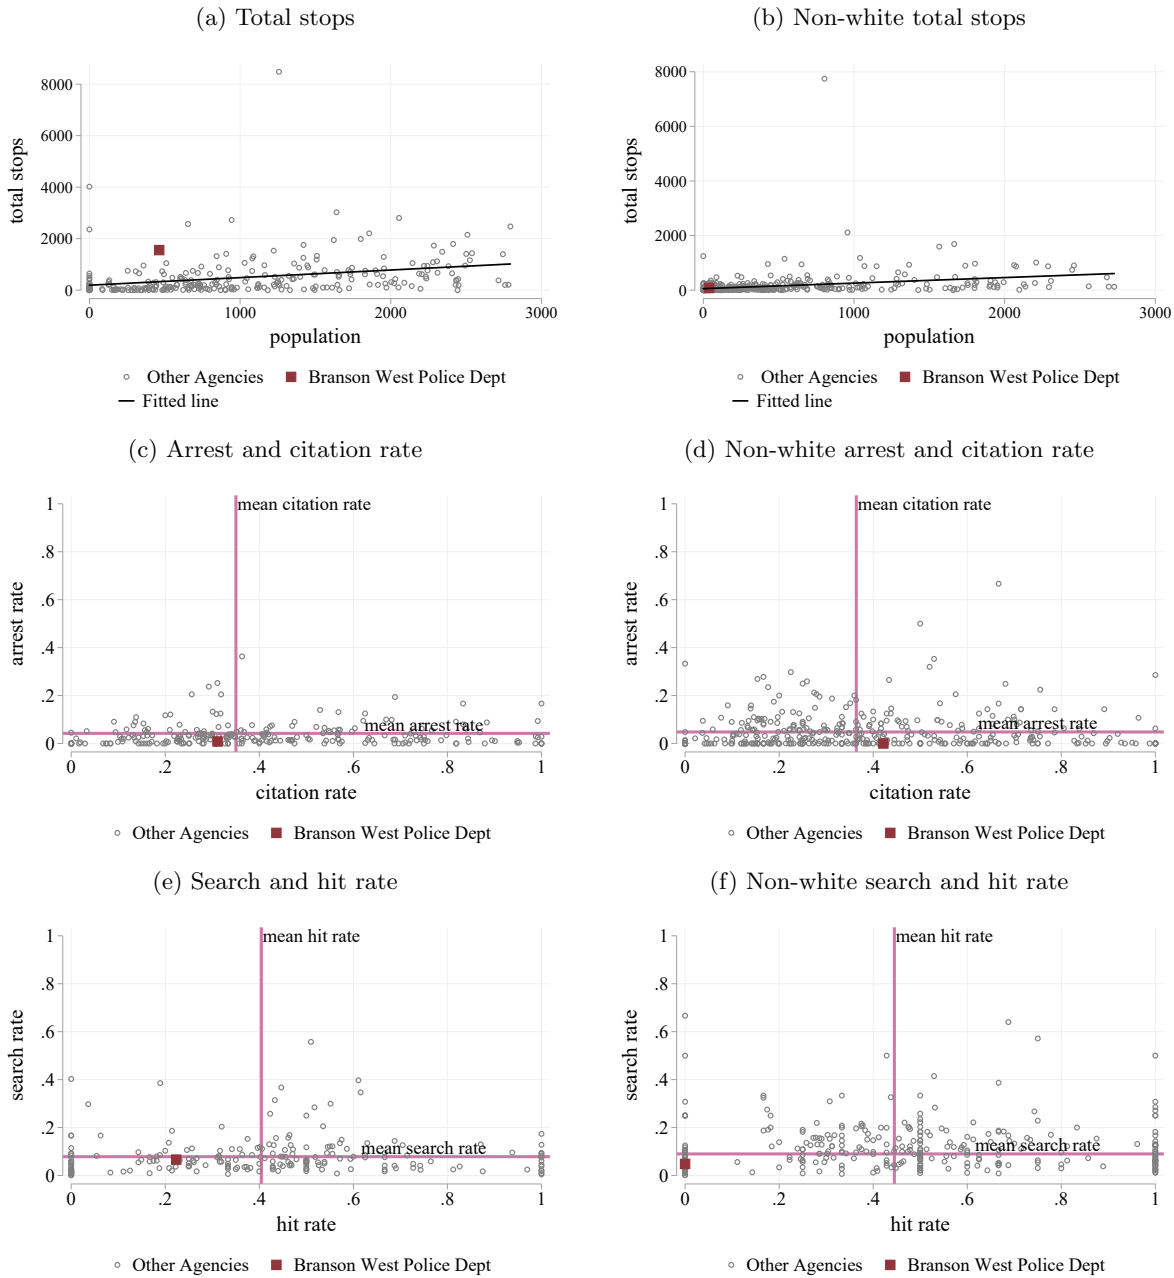 (a) Total stops
(b) Non-white total stops
total stops
8000
6000
4000
2000
0
0 1000 2000 3000
population
Other Agencies Branson West Police Dept
Fitted line
total stops
8000
6000
4000
2000
0
0 1000 2000 3000
population
Other Agencies Branson West Police Dept
Fitted line
(c) Arrest and citation rate
(d) Non-white arrest and citation rate
arrest rate
1
.8
.6
.4
.2
0
mean citation rate
mean arrest rate
0 .2 .4 .6 .8 1
citation rate
Other Agencies Branson West Police Dept
arrest rate
1
.8
.6
.4
.2
0
mean citation rate
mean arrest rate
0 .2 .4 .6 .8 1
citation rate
Other Agencies Branson West Police Dept
(e) Search and hit rate
(f) Non-white search and hit rate
search rate
1
.8
.6
.4
.2
0
mean hit rate
mean search rate
0 .2 .4 .6 .8 1
hit rate
Other Agencies Branson West Police Dept
search rate
1
.8
.6
.4
.2
0
mean hit rate
mean search rate
0 .2 .4 .6 .8 1
hit rate
Other Agencies Branson West Police Dept